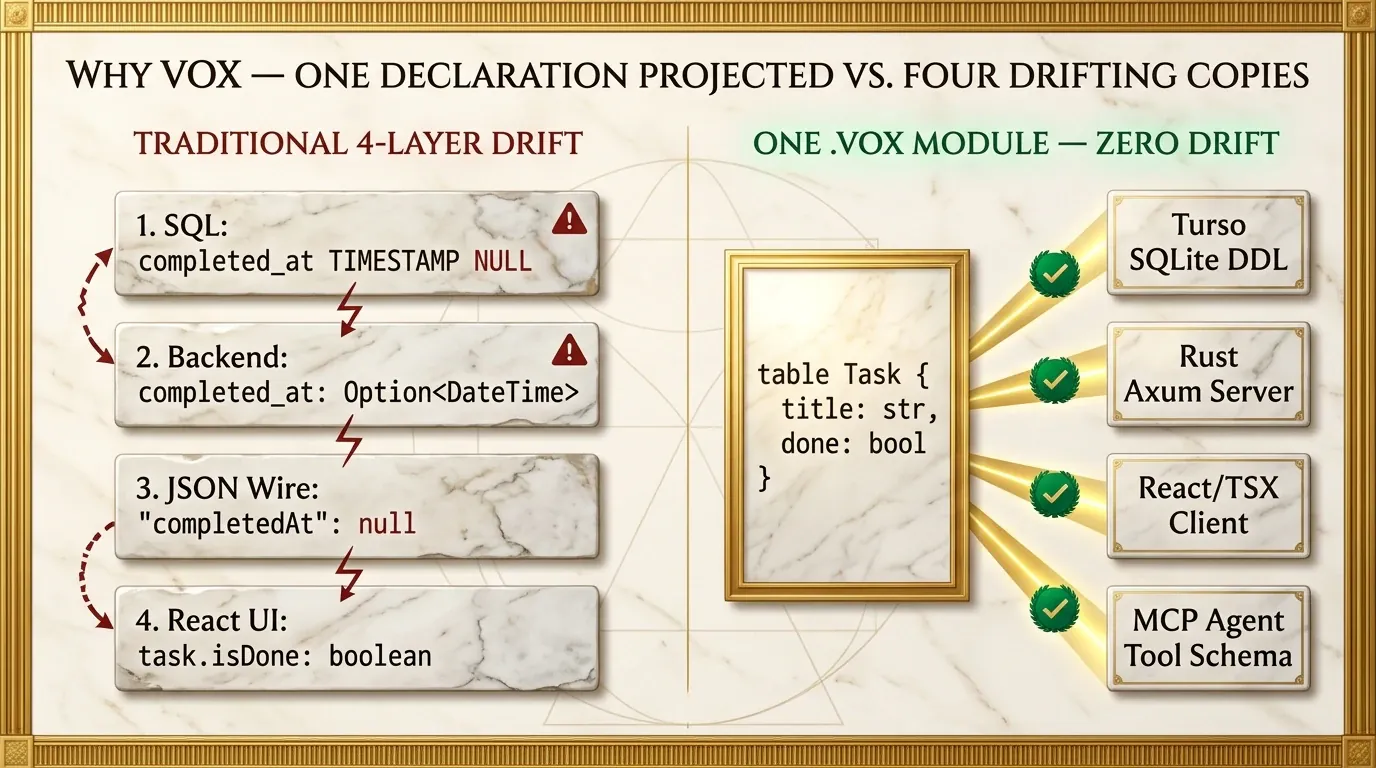 WHY VOX — ONE DECLARATION PROJECTED VS. FOUR DRIFTING COPIES
TRADITIONAL 4-LAYER DRIFT
1. SQL:
completed_at TIMESTAMP NULL
2. Backend:
completed_at: Option<DateTime>
3. JSON Wire:
"completedAt": null
4. React UI:
task.isDone: boolean
ONE .VOX MODULE — ZERO DRIFT
table Task {
title: str,
done: bool
}
Turso
SQLite DDL
Rust
Axum Server
React/TSX
Client
MCP Agent
Tool Schema